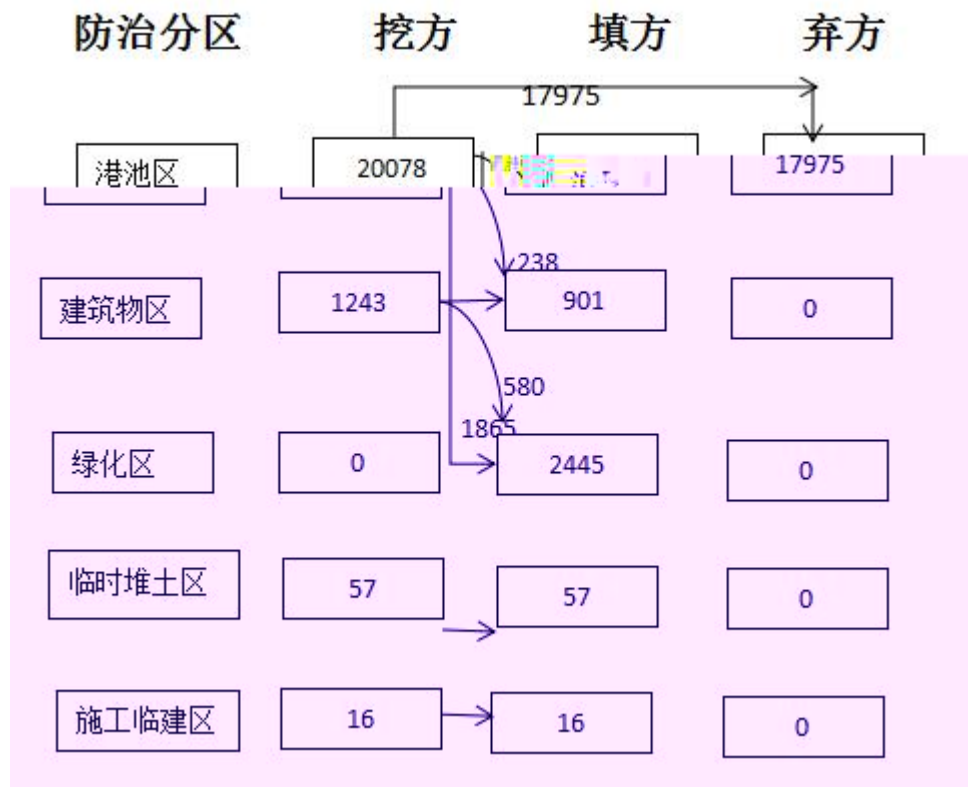 防治分区 挖方 填方 弃方
17975
港池区 20078 17975
238
建筑物区 1243 901 0
580
1865
绿化区 0 2445 0
临时堆土区 57 57 0
施工临建区 16 16 0